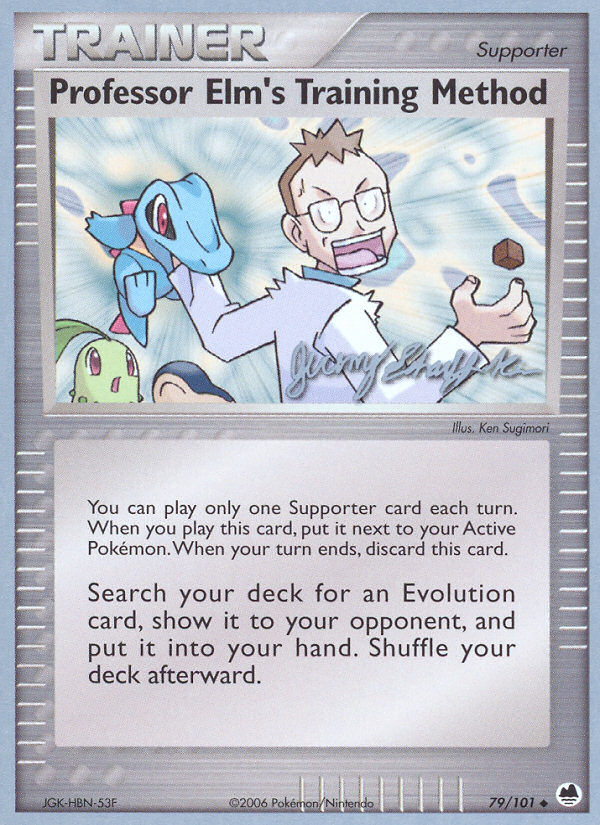 TRAINER
Supporter
Professor Elm's Training Method
Illus. Ken Sugimori
You can play only one Supporter card each turn.
When you play this card, put it next to your Active
Pokémon. When your turn ends, discard this card.
Search your deck for an Evolution
card, show it to your opponent, and
put it into your hand. Shuffle your
deck afterward.
JGK-HBN-53F
©2006 Pokémon/Nintendo
79/101